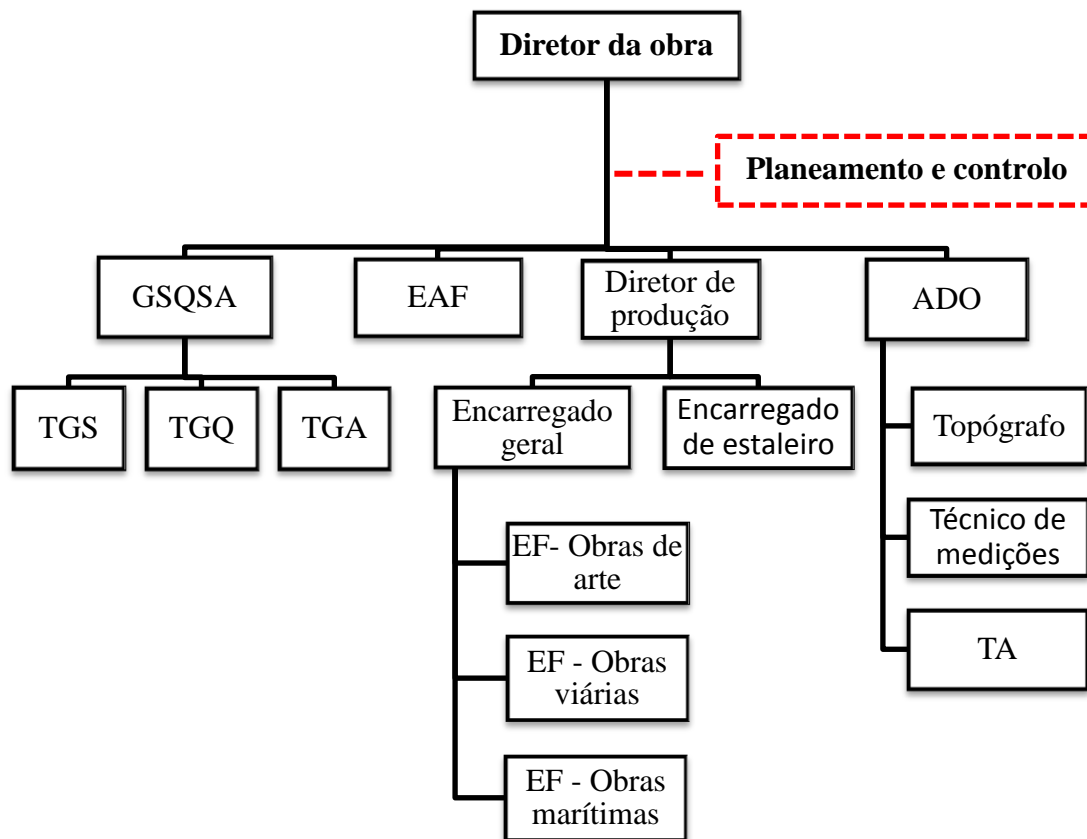 Diretor da obra
Planeamento e controlo
GSQSA
EAF
Diretor de
produção
ADO
TGS
TGQ
TGA
Encarregado
geral
Encarregado
de estaleiro
Topógrafo
EF- Obras de
arte
Técnico de
medições
EF - Obras
viárias
TA
EF - Obras
marítimas